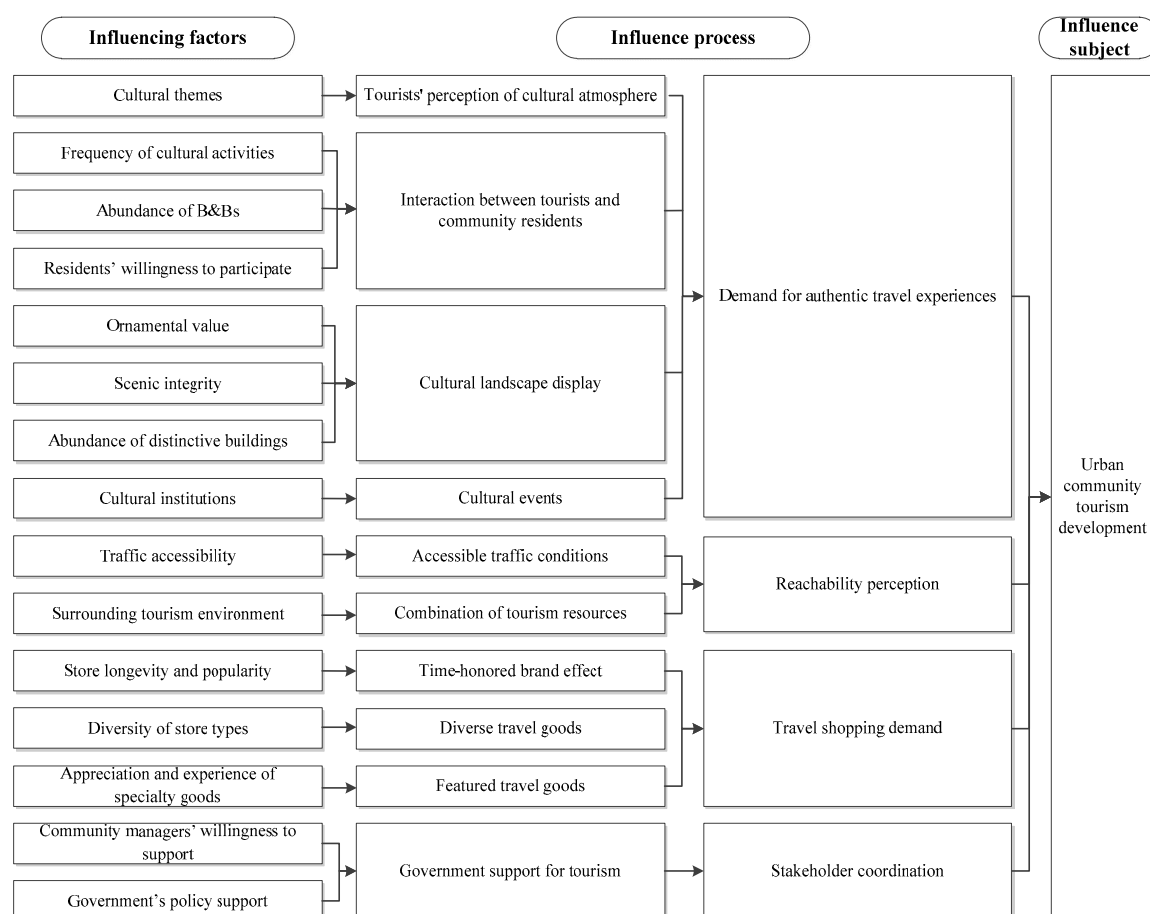 Influencing factors
Influence process
Influence
subject
Cultural themes
Tourists' perception of cultural atmosphere
Frequency of cultural activities
Abundance of B&Bs
Residents’ willingness to participate
Interaction between tourists and
community residents
Ornamental value
Scenic integrity
Abundance of distinctive buildings
Cultural landscape display
Cultural institutions
Cultural events
Demand for authentic travel experiences
Traffic accessibility
Accessible traffic conditions
Surrounding tourism environment
Combination of tourism resources
Reachability perception
Store longevity and popularity
Time-honored brand effect
Diversity of store types
Diverse travel goods
Appreciation and experience of
specialty goods
Featured travel goods
Travel shopping demand
Community managers’ willingness to
support
Government’s policy support
Government support for tourism
Stakeholder coordination
Urban
community
tourism
development